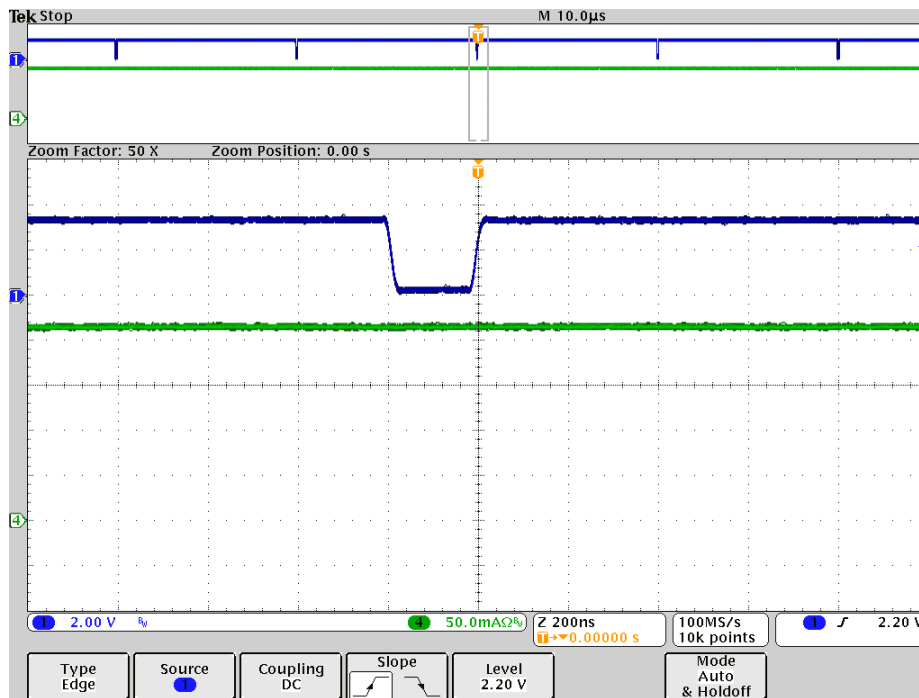 Tek Stop M 10.0µs
T
1
4
Zoom Factor: 50 X Zoom Position: 0.00 s
T
1
4
1 2.00 V BW 4 50.0mAΩBW Z 200ns 100MS/s 1 2.20 V
T→▼0.00000 s 10k points
Type Source Coupling Slope Level Mode
Edge 1 DC 2.20 V Auto
& Holdoff